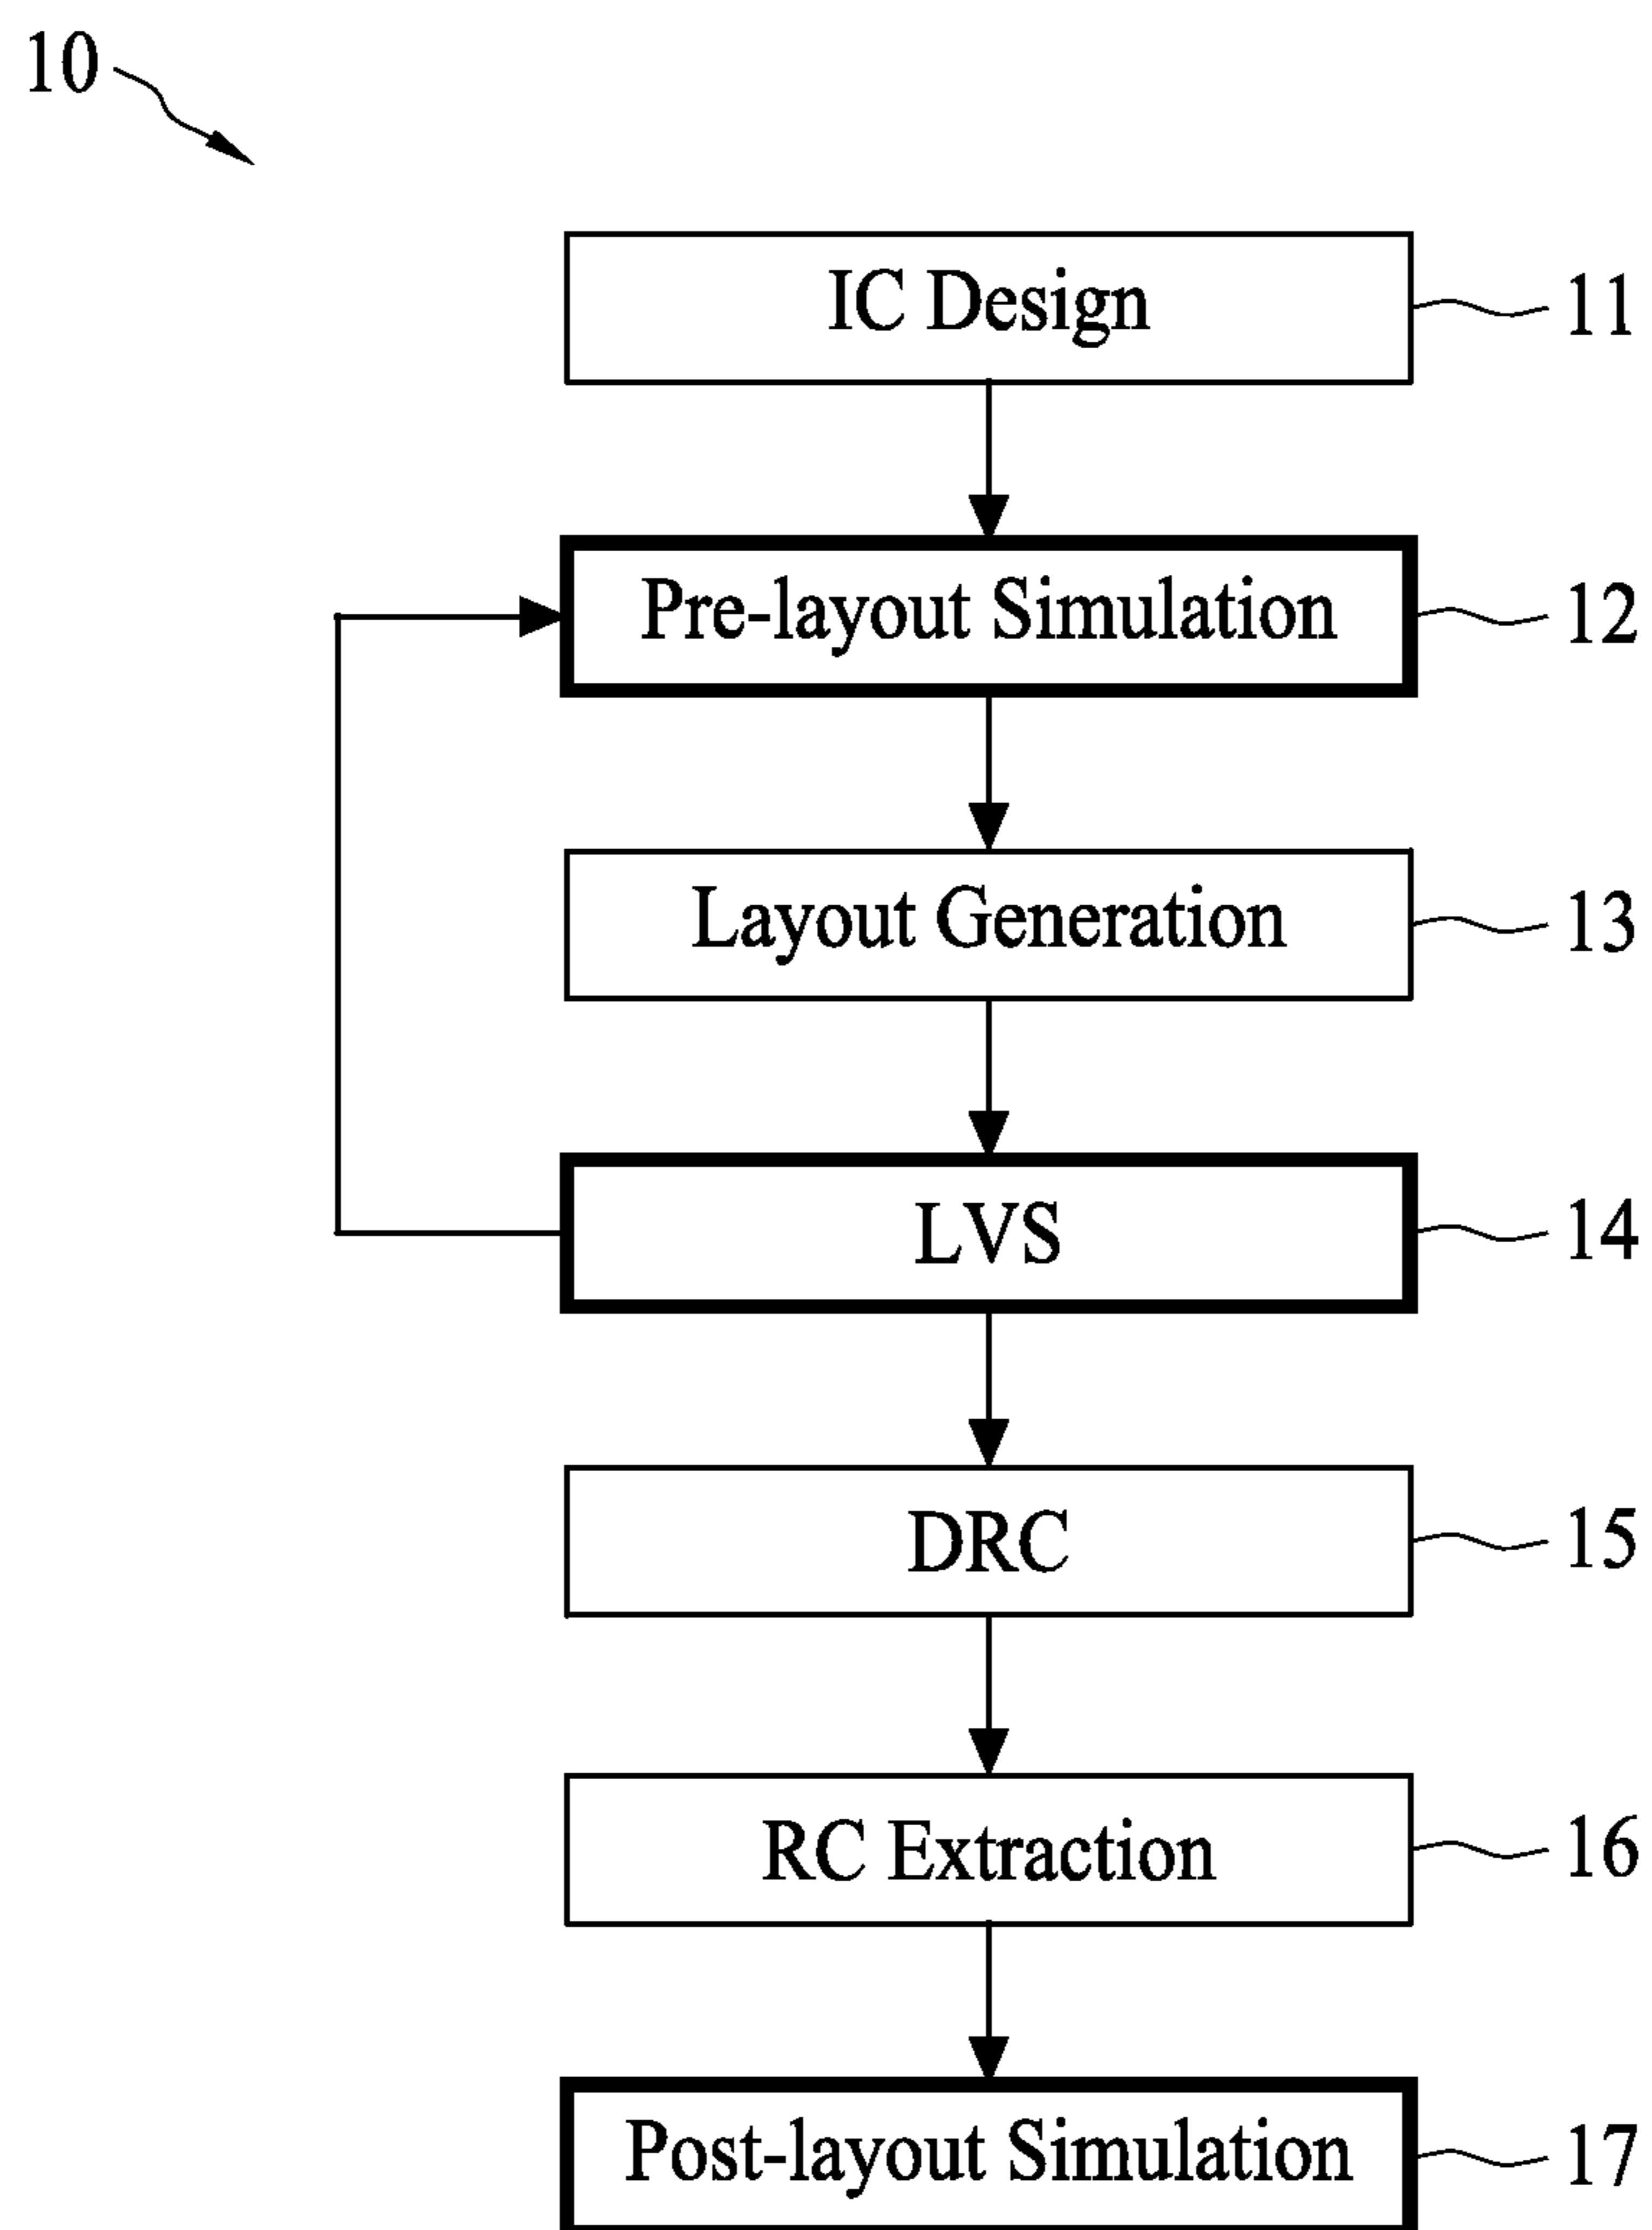 10
IC Design 11
Pre-layout Simulation 12
Layout Generation 13
LVS 14
DRC 15
RC Extraction 16
Post-layout Simulation 17